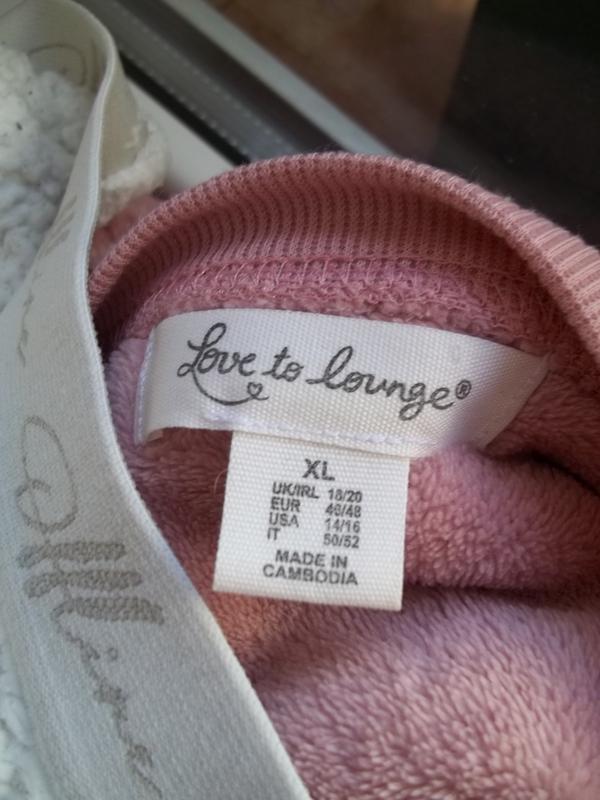 Love to lounge®
XL
UK/IRL 18/20
EUR 46/48
USA 14/16
IT 50/52
MADE IN
CAMBODIA